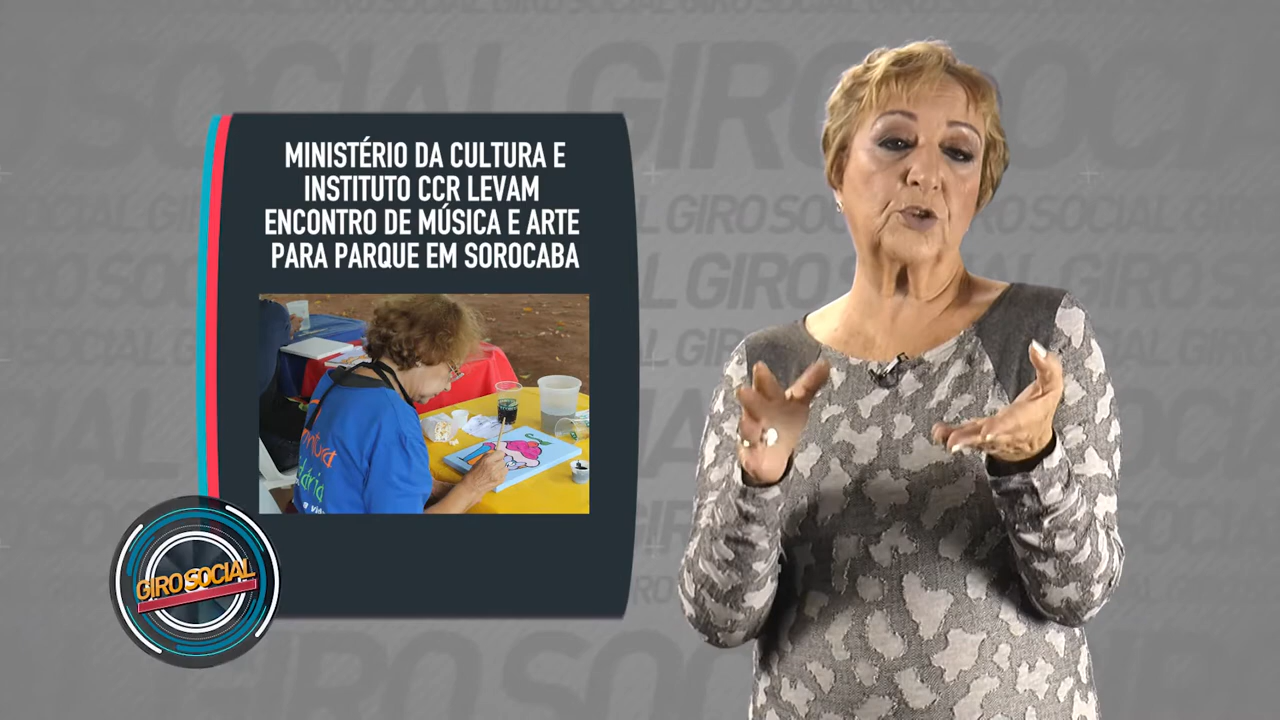 MINISTÉRIO DA CULTURA E
INSTITUTO CCR LEVAM
ENCONTRO DE MÚSICA E ARTE
PARA PARQUE EM SOROCABA
GIRO SOCIAL